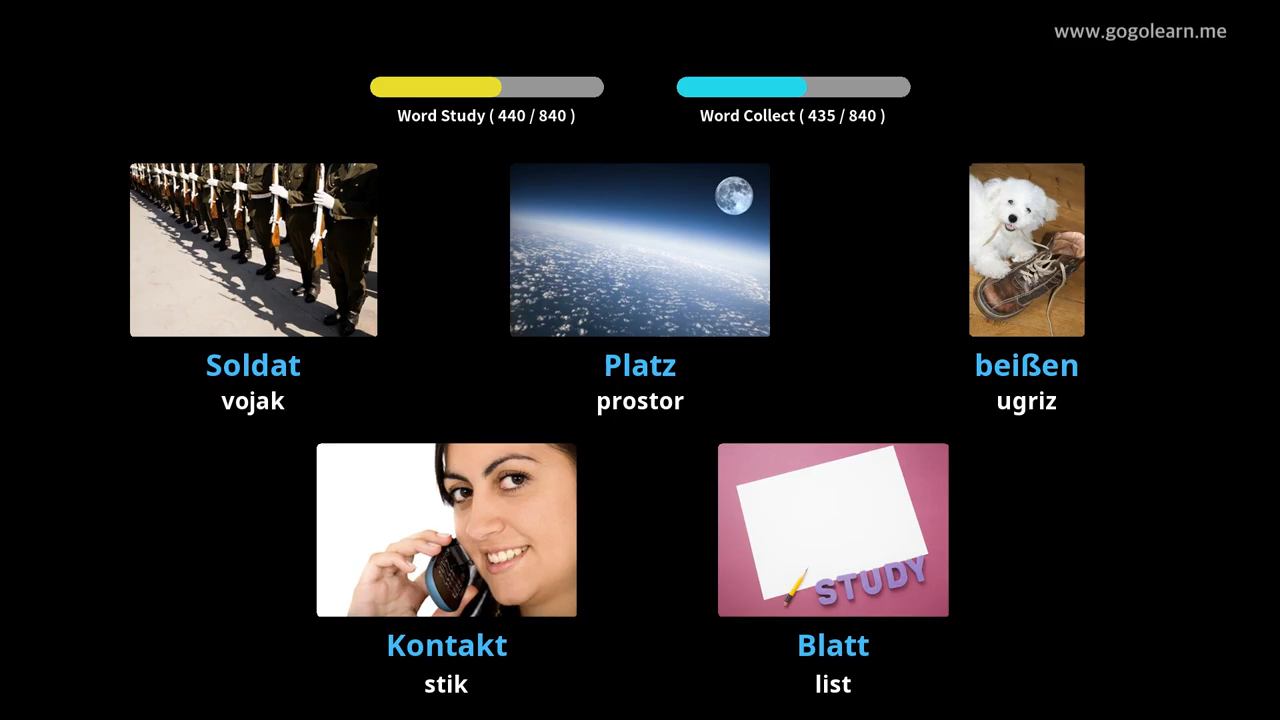 www.gogolearn.me
Word Study ( 440 / 840 )
Word Collect ( 435 / 840 )
Soldat
vojak
Platz
prostor
beißen
ugriz
STUDY
Kontakt
stik
Blatt
list